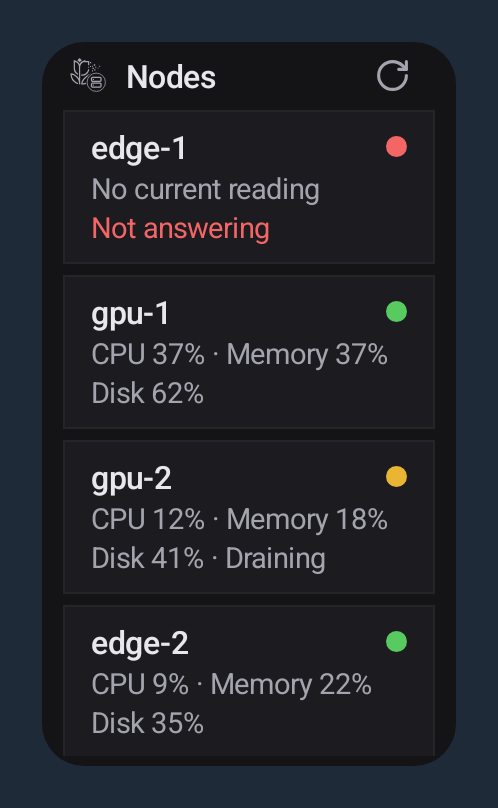 Nodes
edge-1
No current reading
Not answering
gpu-1
CPU 37% · Memory 37%
Disk 62%
gpu-2
CPU 12% · Memory 18%
Disk 41% · Draining
edge-2
CPU 9% · Memory 22%
Disk 35%